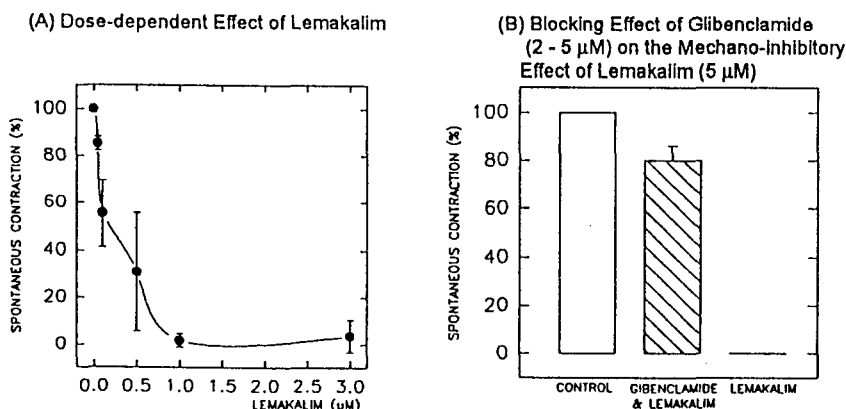 (A) Dose-dependent Effect of Lemakalim
SPONTANEOUS CONTRACTION (%)
100
80
60
40
20
0
0.0 0.5 1.0 1.5 2.0 2.5 3.0
LEMAKALIM (µM)
(B) Blocking Effect of Glibenclamide
(2 - 5 µM) on the Mechano-inhibitory
Effect of Lemakalim (5 µM)
SPONTANEOUS CONTRACTION (%)
100
80
60
40
20
0
CONTROL GIBENCLAMIDE LEMAKALIM
& LEMAKALIM